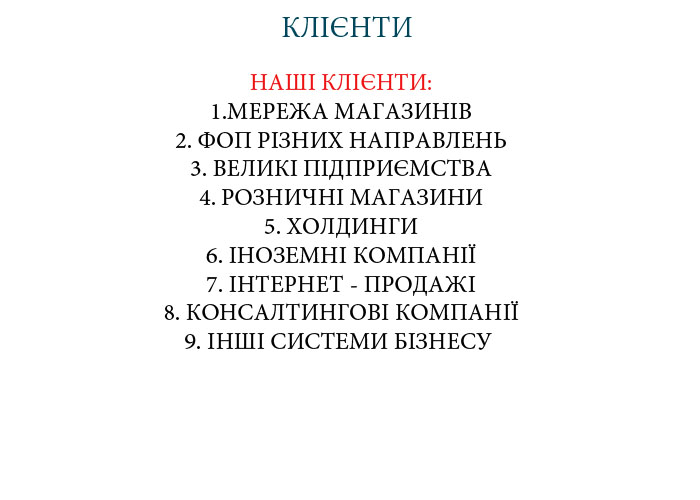 КЛІЄНТИ
НАШІ КЛІЄНТИ:
1.МЕРЕЖА МАГАЗИНІВ
2. ФОП РІЗНИХ НАПРАВЛЕНЬ
3. ВЕЛИКІ ПІДПРИЄМСТВА
4. РОЗНИЧНІ МАГАЗИНИ
5. ХОЛДИНГИ
6. ІНОЗЕМНІ КОМПАНІЇ
7. ІНТЕРНЕТ - ПРОДАЖІ
8. КОНСАЛТИНГОВІ КОМПАНІЇ
9. ІНШІ СИСТЕМИ БІЗНЕСУ